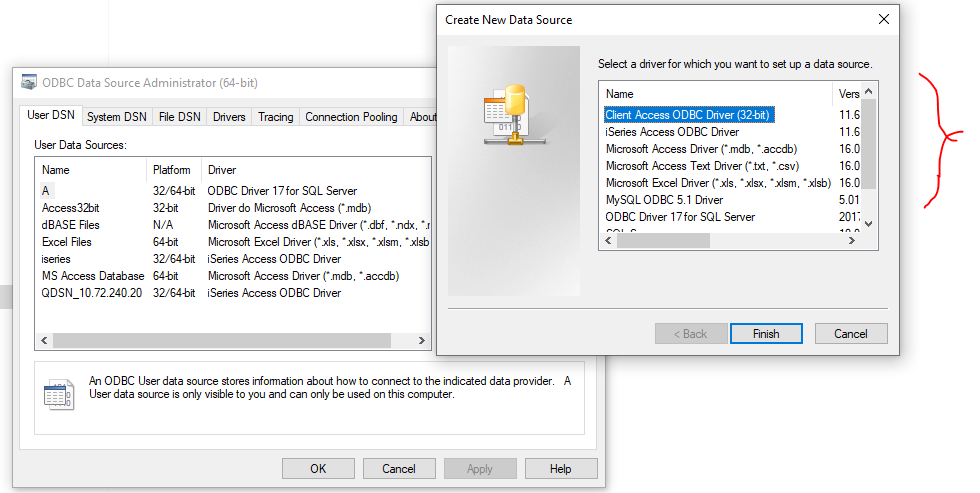 Create New Data Source
Select a driver for which you want to set up a data source.
Name Vers
Client Access ODBC Driver (32-bit) 11.6
iSeries Access ODBC Driver 11.6
Microsoft Access Driver (*.mdb, *.accdb) 16.0
Microsoft Access Text Driver (*.txt, *.csv) 16.0
Microsoft Excel Driver (*.xls, *.xlsx, *.xlsm, *.xlsb) 16.0
MySQL ODBC 5.1 Driver 5.01
ODBC Driver 17 for SQL Server 2017
< Back Finish Cancel
ODBC Data Source Administrator (64-bit)
User DSN System DSN File DSN Drivers Tracing Connection Pooling About
User Data Sources:
Name Platform Driver
A 32/64-bit ODBC Driver 17 for SQL Server
Access32bit 32-bit Driver do Microsoft Access (*.mdb)
dBASE Files N/A Microsoft Access dBASE Driver (*.dbf, *.ndx, *.r
Excel Files 64-bit Microsoft Excel Driver (*.xls, *.xlsx, *.xlsm, *.xlsb
iseries 32/64-bit iSeries Access ODBC Driver
MS Access Database 64-bit Microsoft Access Driver (*.mdb, *.accdb)
QDSN_10.72.240.20 32/64-bit iSeries Access ODBC Driver
An ODBC User data source stores information about how to connect to the indicated data provider. A
User data source is only visible to you and can only be used on this computer.
OK Cancel Apply Help